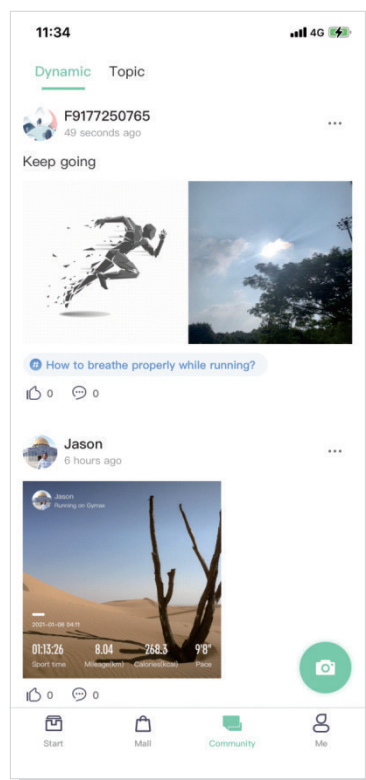 11:34
4G
Dynamic Topic
F9177250765
49 seconds ago
Keep going
# How to breathe properly while running?
0 0
Jason
6 hours ago
Jason
Running on Gymax
2021-01-06 04:11
01:13:26 8.04 268.3 9'8"
Sport time Mileage(km) Calories(kcal) Pace
0 0
Start Mall Community Me